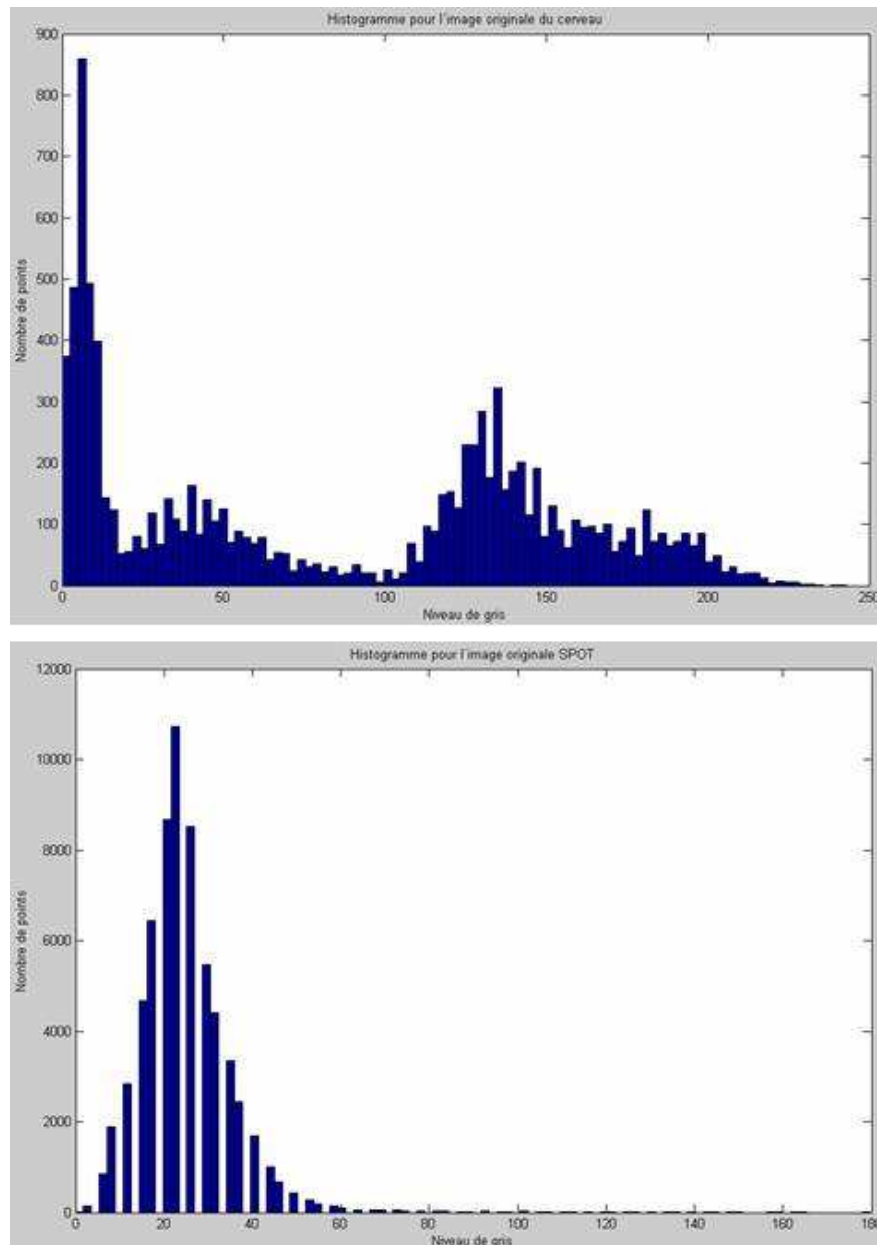 Histogramme pour l'image originale du cerveau
900
800
700
600
500
400
300
200
100
0
Nombre de points
0 50 100 150 200 250
Niveau de gris
Histogramme pour l'image originale SPOT
12000
10000
8000
6000
4000
2000
0
Nombre de points
0 20 40 60 80 100 120 140 160 180
Niveau de gris